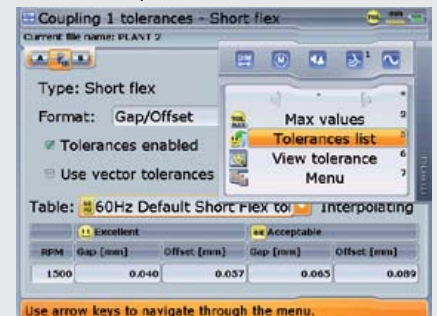 Coupling 1 tolerances - Short flex
Current file name: PLANT 2
Type: Short flex
Format: Gap/Offset
Tolerances enabled
Use vector tolerances
Max values
Tolerances list
View tolerance
Menu
menu
Table: 60Hz Default Short Flex tol Interpolating
Excellent Acceptable
RPM Gap [mm] Offset [mm] Gap [mm] Offset [mm]
1500 0.040 0.057 0.065 0.089
Use arrow keys to navigate through the menu.